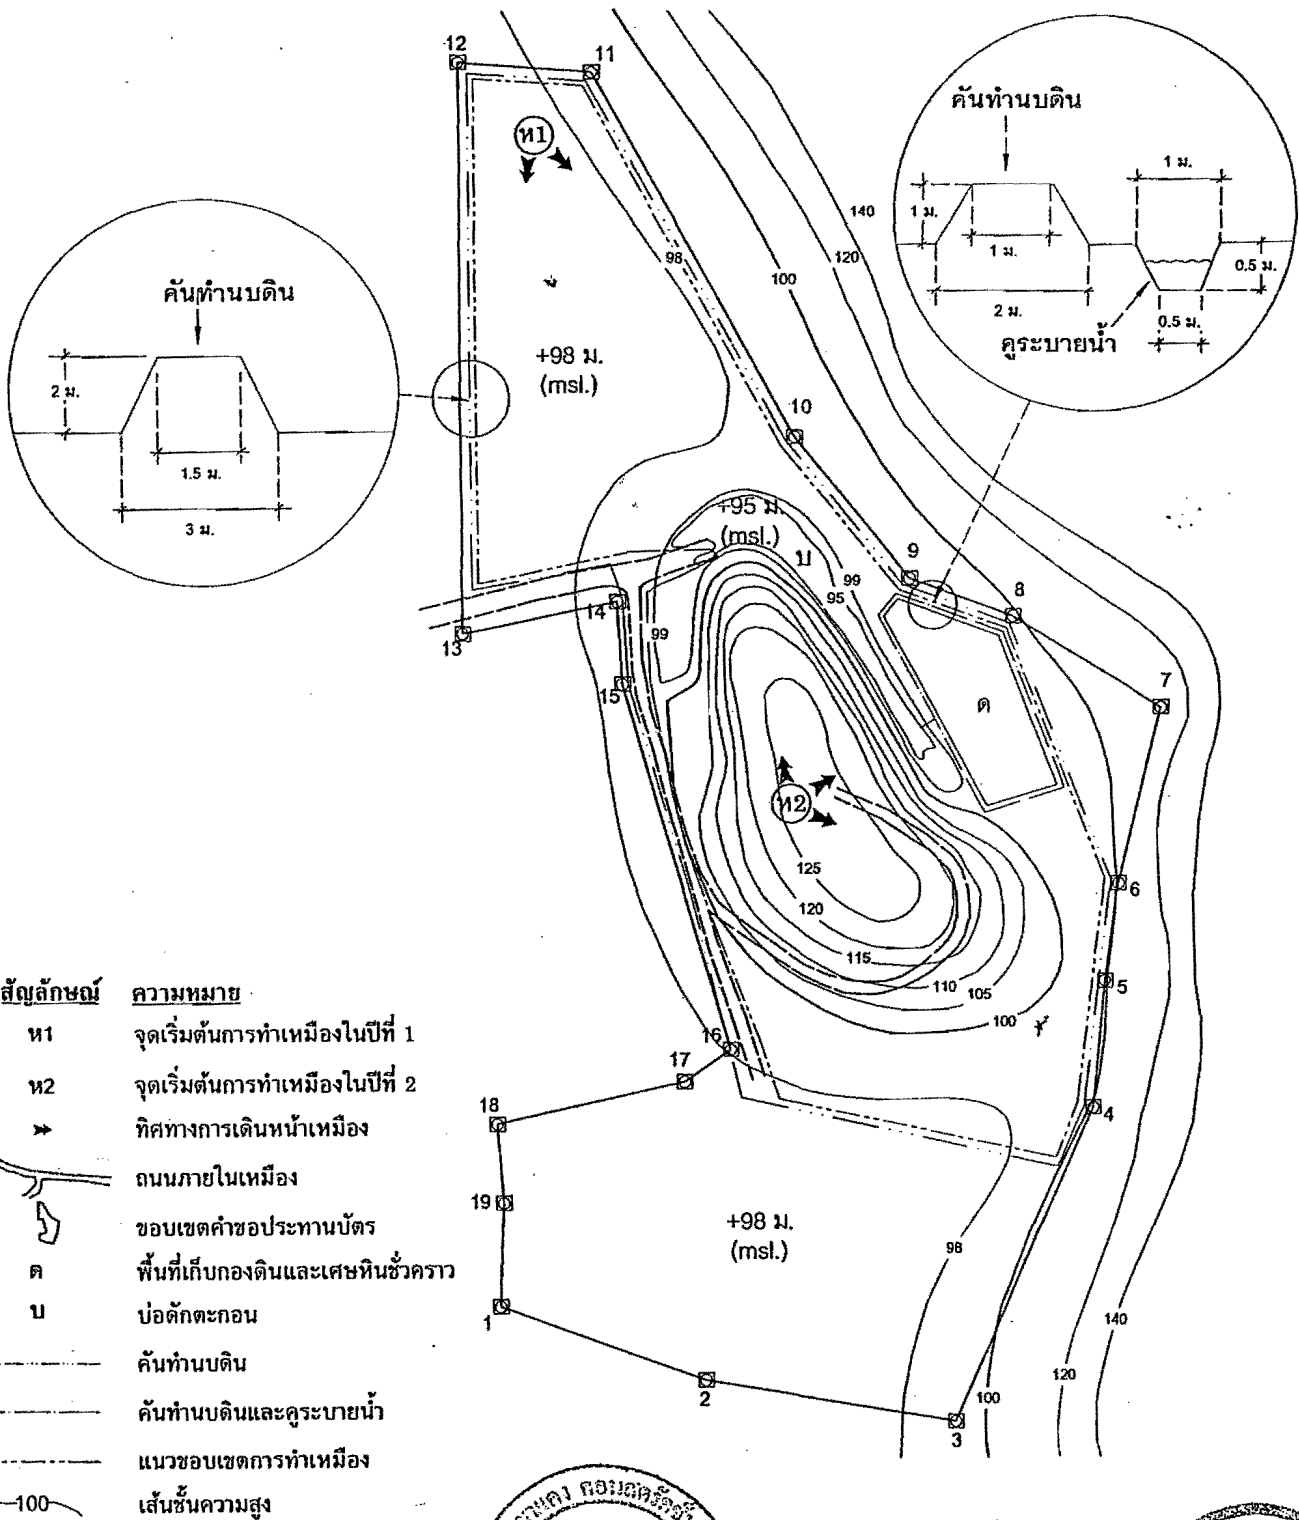 12
11
ห1
คันทำนบดิน
1 ม.
1 ม.
1 ม.
2 ม.
0.5 ม.
0.5 ม.
คูระบายน้ำ
140
120
100
98
คันทำนบดิน
2 ม.
1.5 ม.
3 ม.
+98 ม.
(msl.)
10
+95 ม.
(msl.)
บ
9
8
99
95
14
13
99
15
7
ด
ห2
125
120
115
110
105
100
6
5
16
17
18
4
19
+98 ม.
(msl.)
98
1
2
3
140
120
100
สัญลักษณ์ ความหมาย
ห1 จุดเริ่มต้นการทำเหมืองในปีที่ 1
ห2 จุดเริ่มต้นการทำเหมืองในปีที่ 2
ทิศทางการเดินหน้าเหมือง
ถนนภายในเหมือง
ขอบเขตคำขอประทานบัตร
ด พื้นที่เก็บกองดินและเศษหินชั่วคราว
บ บ่อดักตะกอน
คันทำนบดิน
คันทำนบดินและคูระบายน้ำ
แนวขอบเขตการทำเหมือง
100 เส้นชั้นความสูง